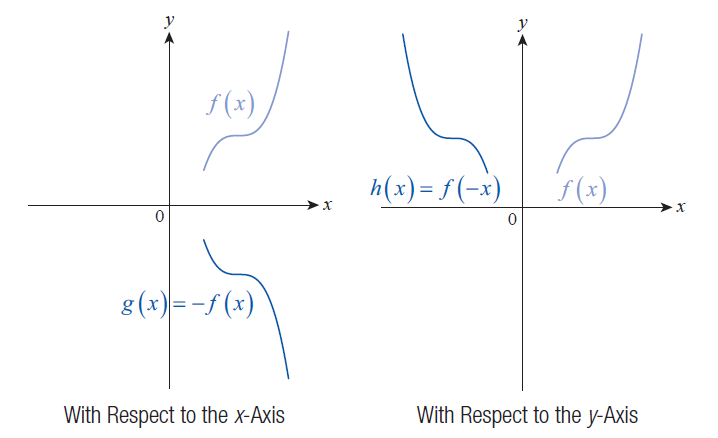 y
f(x)
x
0
g(x)=−f(x)
With Respect to the x-Axis
y
h(x)=f(−x)
f(x)
x
0
With Respect to the y-Axis